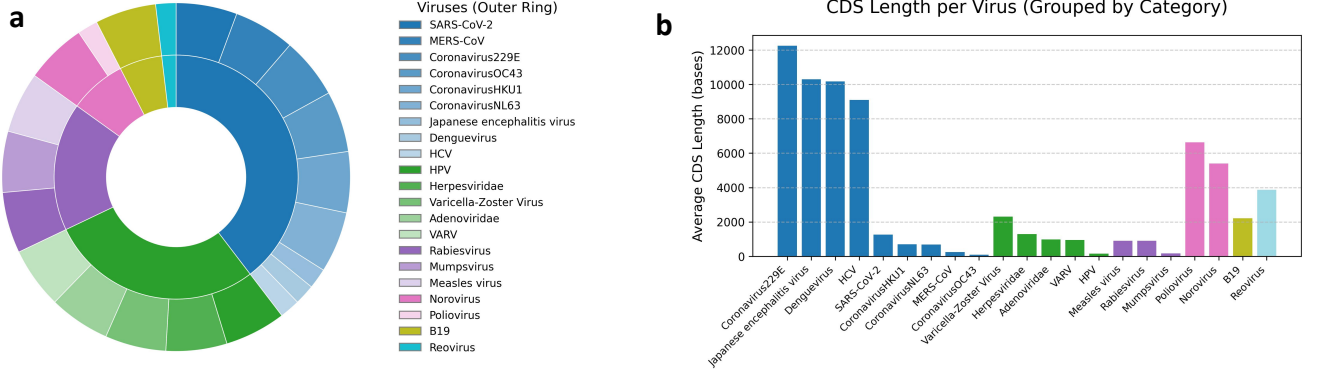 a
Viruses (Outer Ring)
SARS-CoV-2
MERS-CoV
Coronavirus229E
CoronavirusOC43
CoronavirusHKU1
CoronavirusNL63
Japanese encephalitis virus
Denguevirus
HCV
HPV
Herpesviridae
Varicella-Zoster Virus
Adenoviridae
VARV
Rabiesvirus
Mumpsvirus
Measles virus
Norovirus
Poliovirus
B19
Reovirus
b
CDS Length per Virus (Grouped by Category)
Average CDS Length (bases)
12000
10000
8000
6000
4000
2000
0
Coronavirus229E
Japanese encephalitis virus
Denguevirus
HCV
SARS-CoV-2
CoronavirusHKU1
CoronavirusNL63
MERS-CoV
CoronavirusOC43
Varicella-Zoster Virus
Herpesviridae
Adenoviridae
VARV
HPV
Measles virus
Rabiesvirus
Mumpsvirus
Poliovirus
Norovirus
B19
Reovirus